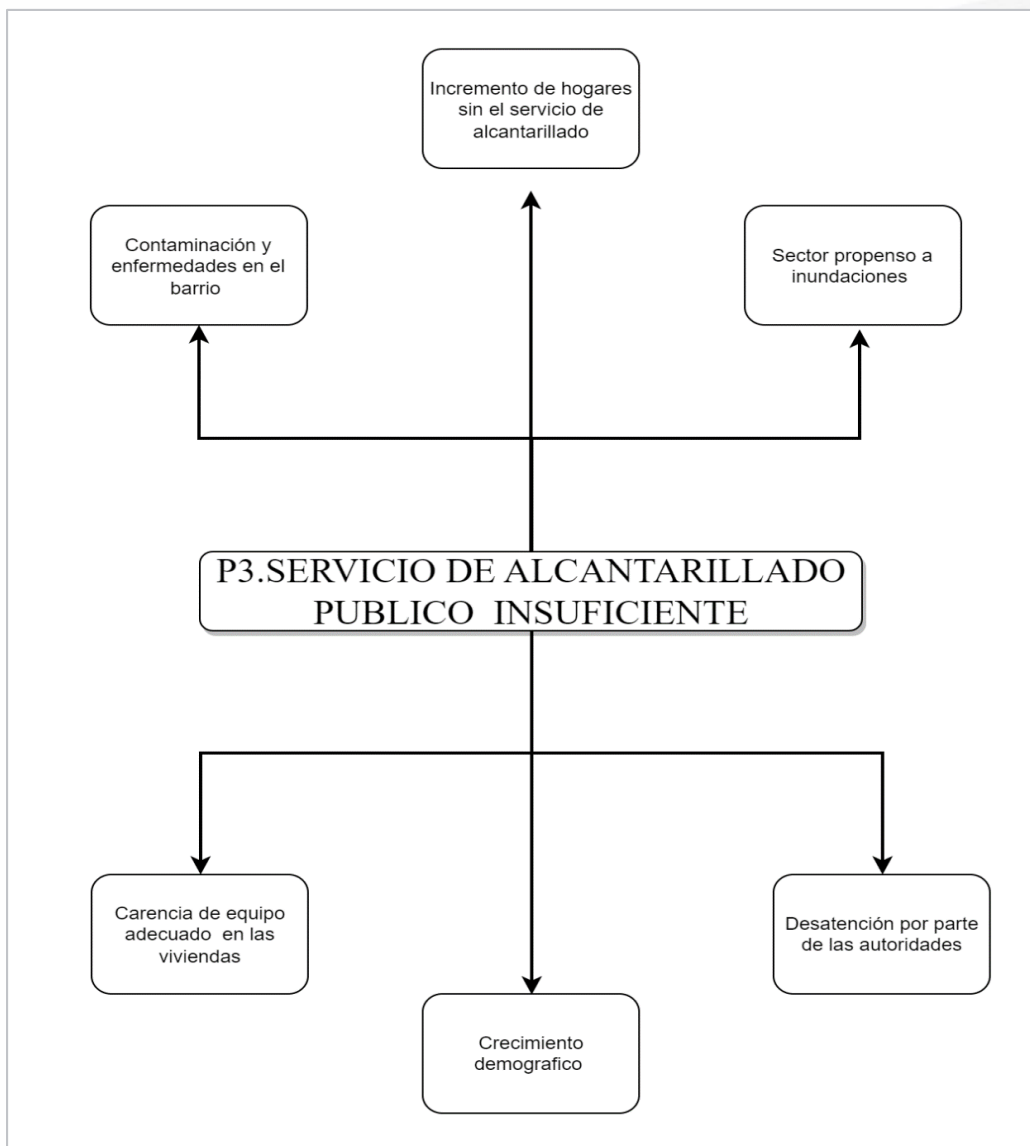 Incremento de hogares
sin el servicio de
alcantarillado
Contaminación y
enfermedades en el
barrio
Sector propenso a
inundaciones
P3.SERVICIO DE ALCANTARILLADO
PUBLICO INSUFICIENTE
Carencia de equipo
adecuado en las
viviendas
Desatención por parte
de las autoridades
Crecimiento
demografico